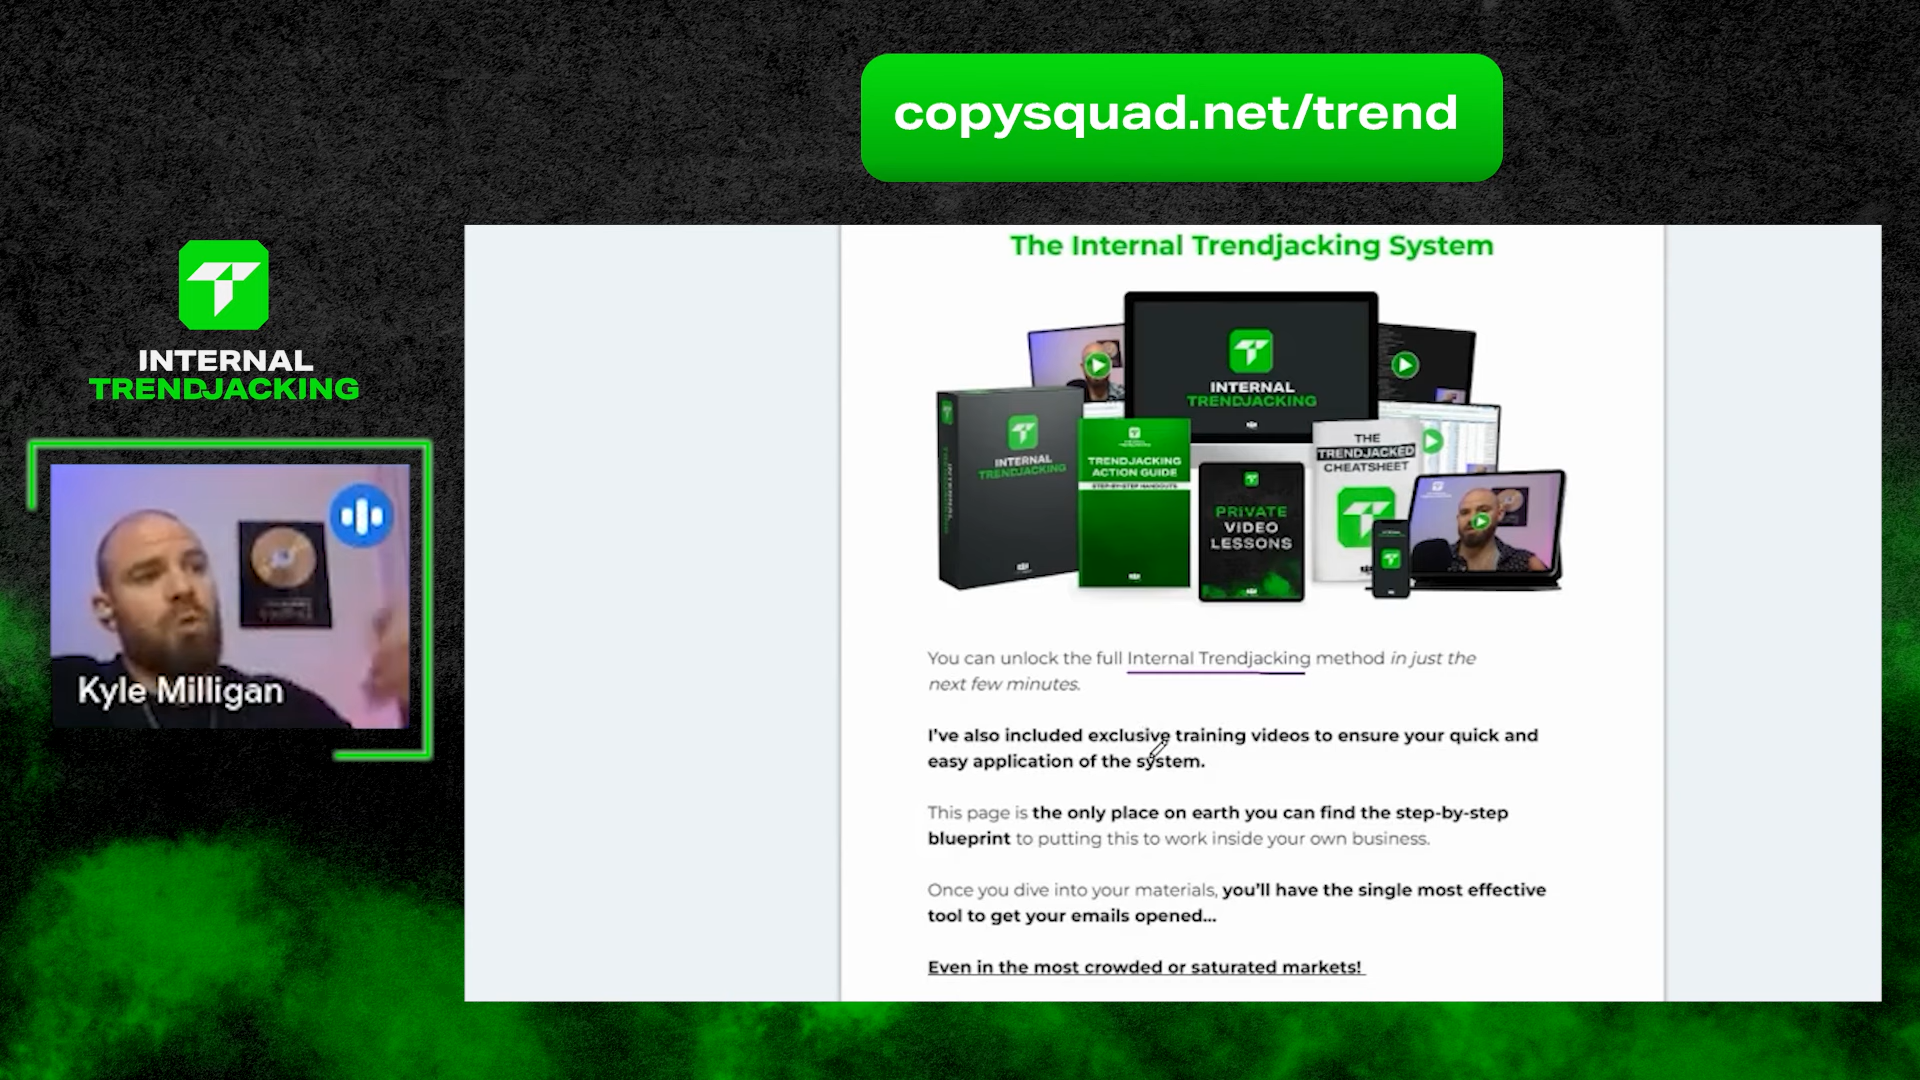 copysquad.net/trend
INTERNAL
TRENDJACKING
Kyle Milligan
The Internal Trendjacking System
INTERNAL
TRENDJACKING
INTERNAL
TRENDJACKING
TRENDJACKING
ACTION GUIDE
STEP-BY-STEP HANDOUTS
PRIVATE
VIDEO
LESSONS
THE
TRENDJACKED
CHEATSHEET
You can unlock the full Internal Trendjacking method in just the
next few minutes.
I've also included exclusive training videos to ensure your quick and
easy application of the system.
This page is the only place on earth you can find the step-by-step
blueprint to putting this to work inside your own business.
Once you dive into your materials, you'll have the single most effective
tool to get your emails opened...
Even in the most crowded or saturated markets!